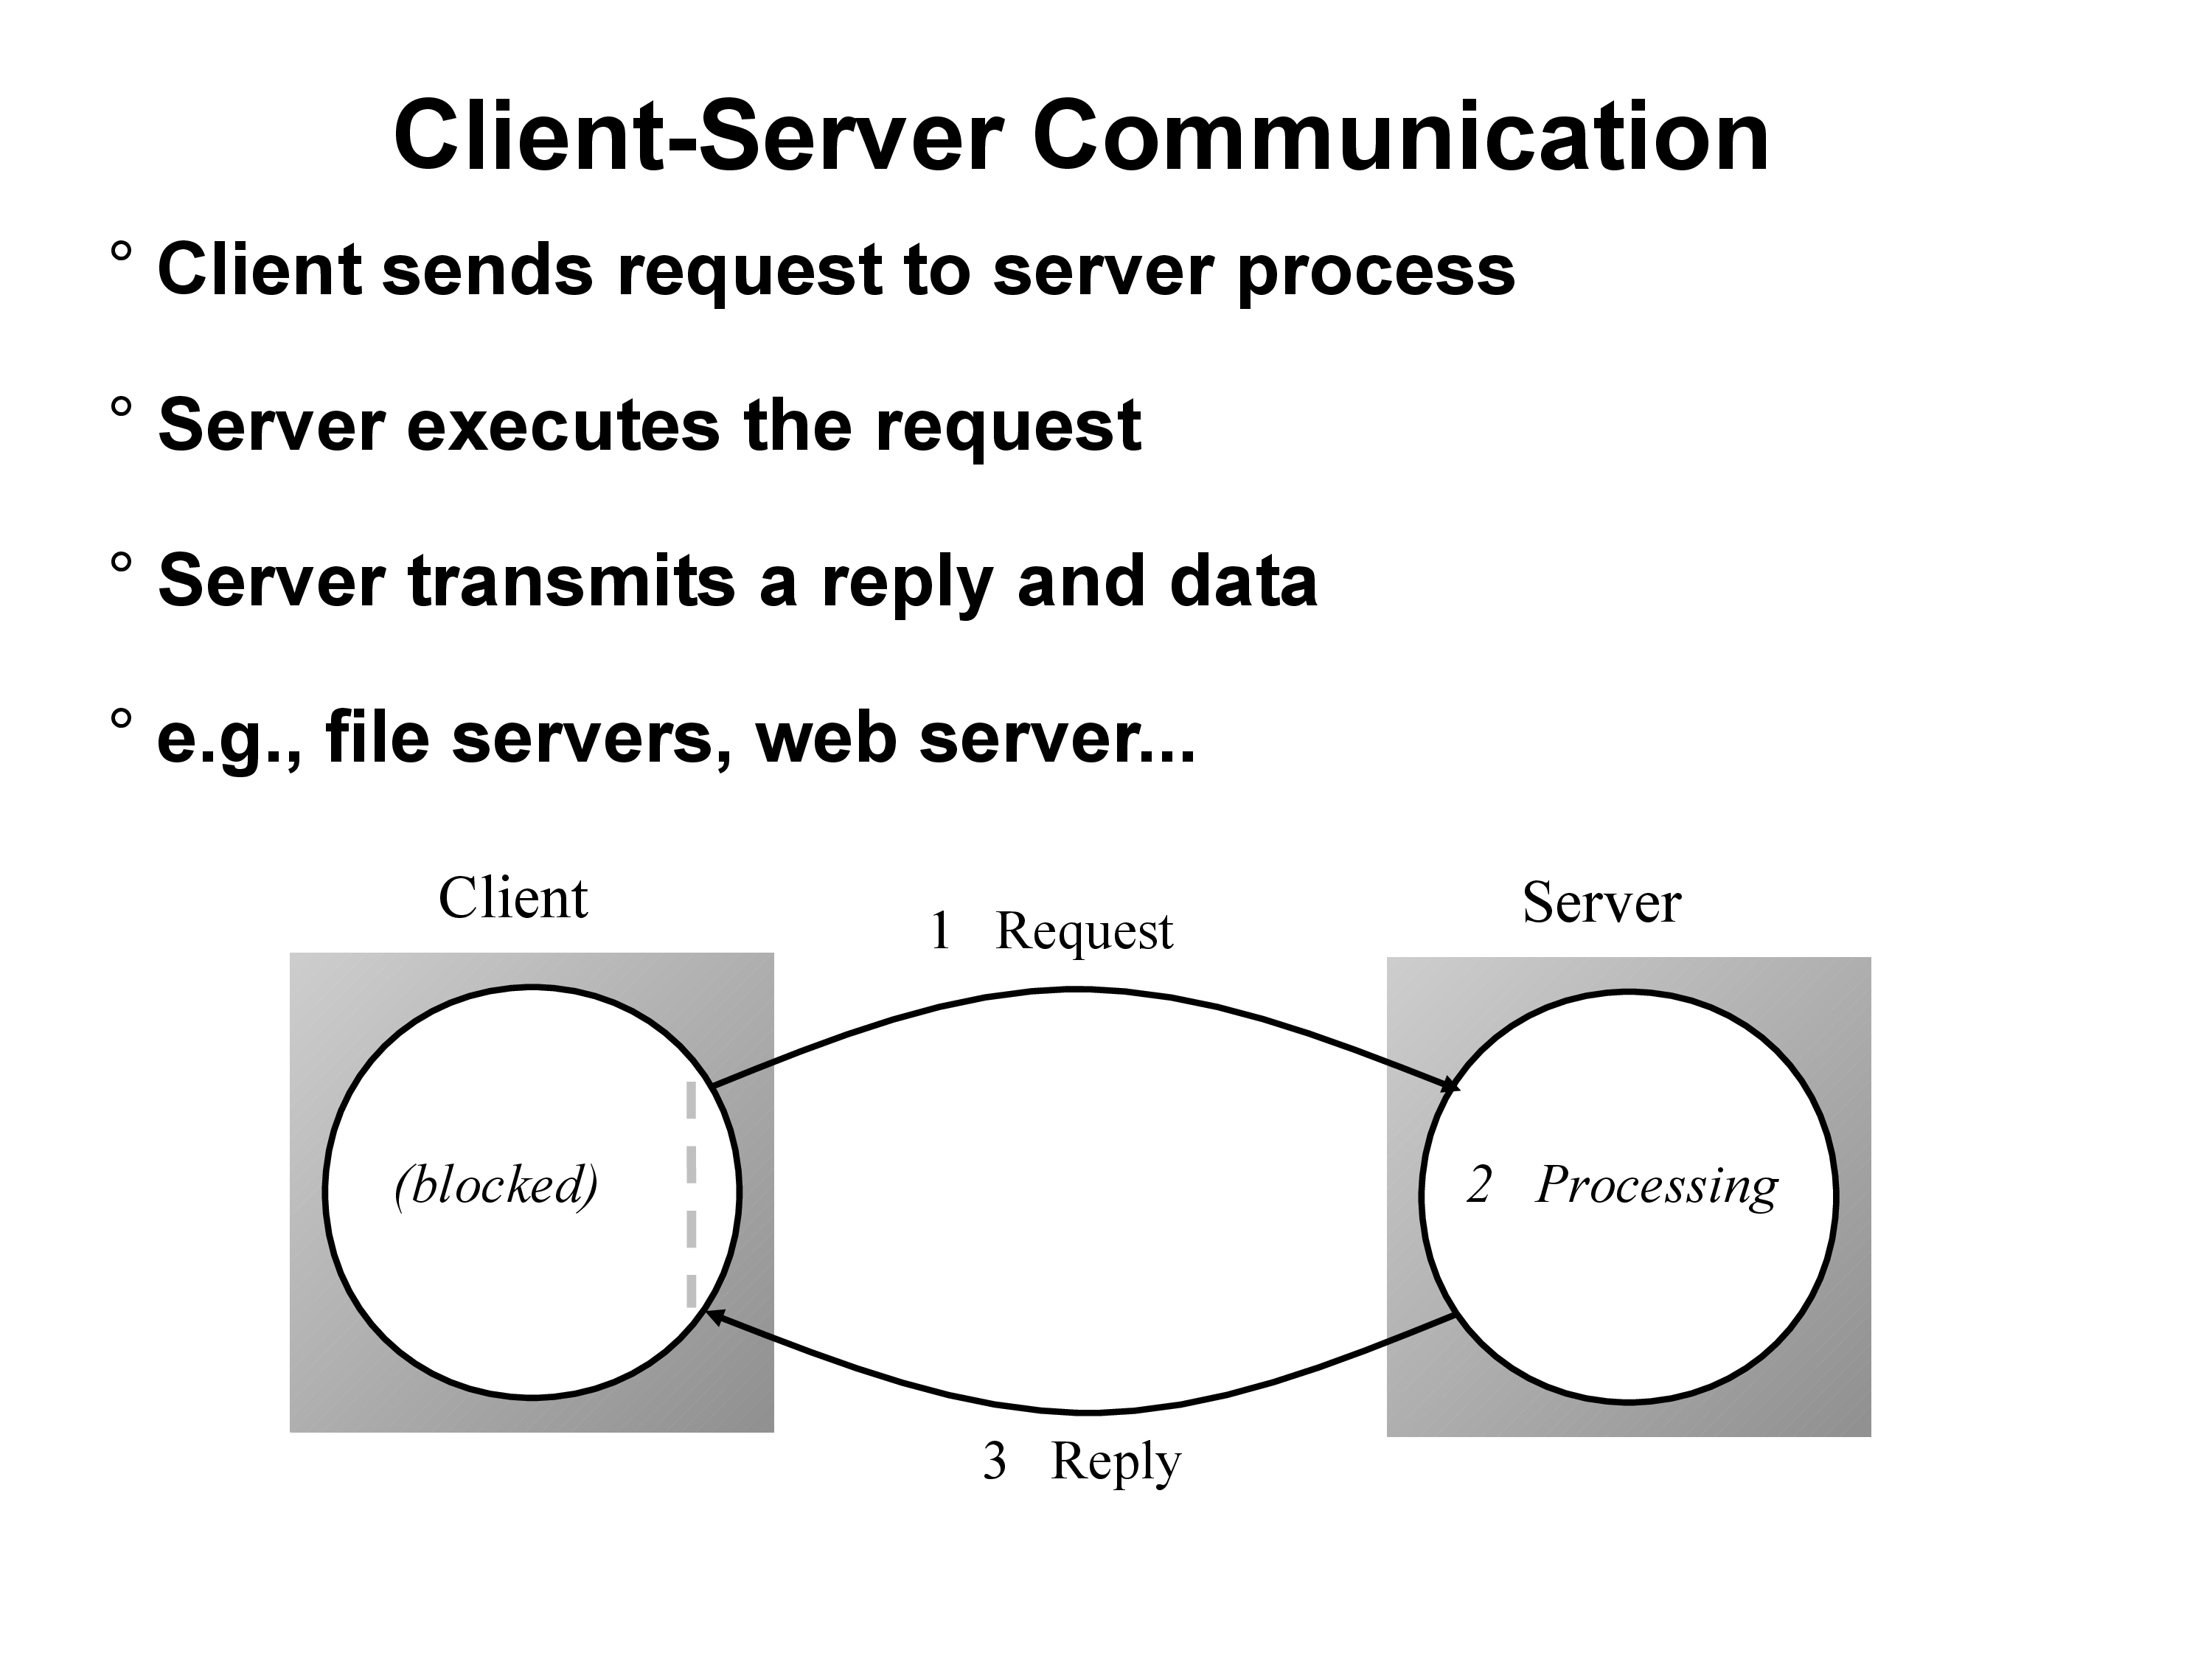 Client-Server Communication
° Client sends request to server process
° Server executes the request
° Server transmits a reply and data
° e.g., file servers, web server...
Client
Server
1 Request
(blocked)
2 Processing
3 Reply